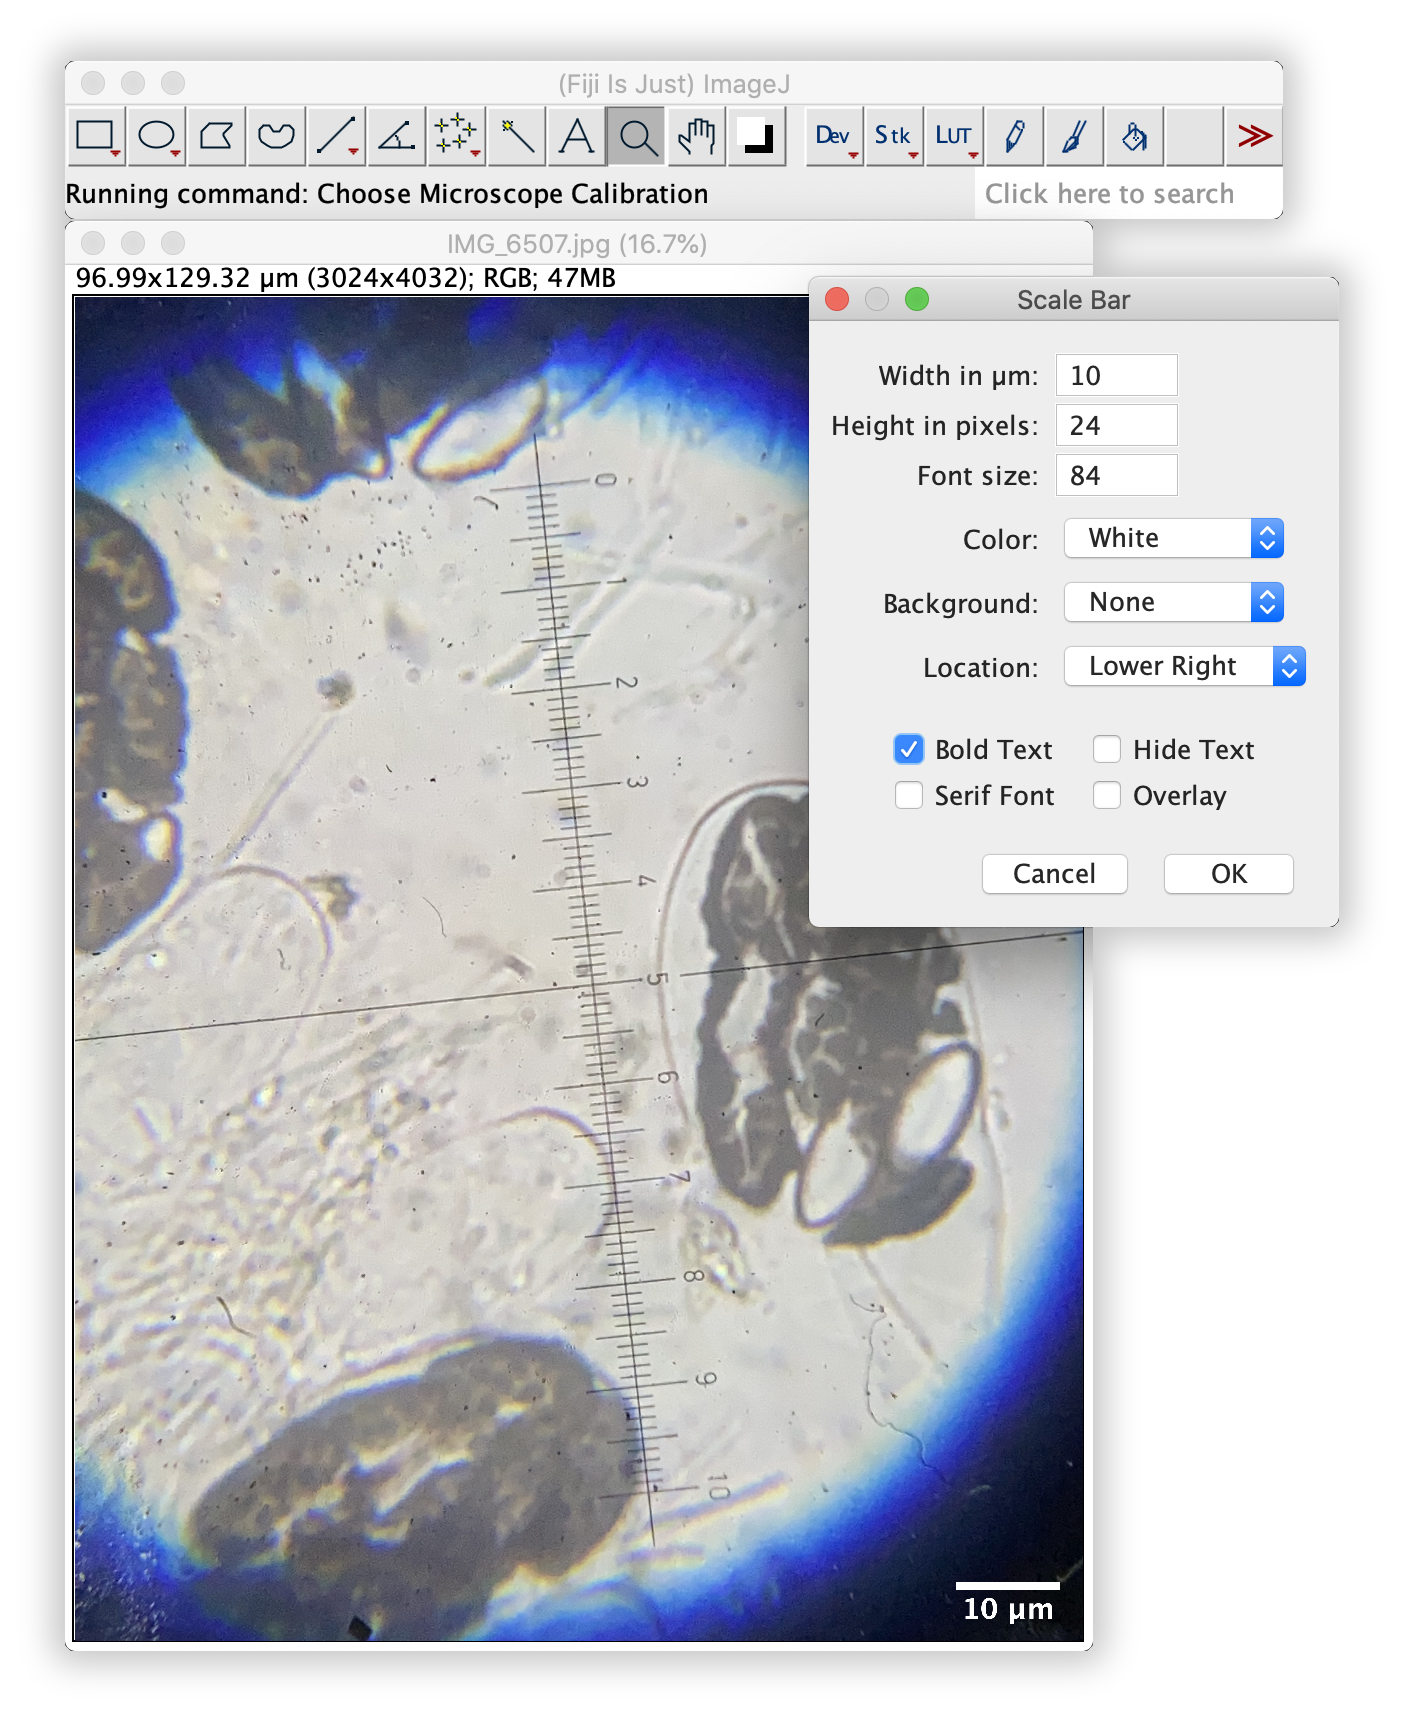 (Fiji Is Just) ImageJ
Dev Stk LUT
Running command: Choose Microscope Calibration
Click here to search
IMG_6507.jpg (16.7%)
96.99x129.32 µm (3024x4032); RGB; 47MB
Scale Bar
Width in µm: 10
Height in pixels: 24
Font size: 84
Color: White
Background: None
Location: Lower Right
Bold Text Hide Text
Serif Font Overlay
Cancel OK
0
1
2
3
4
5
6
7
8
9
10
10 µm